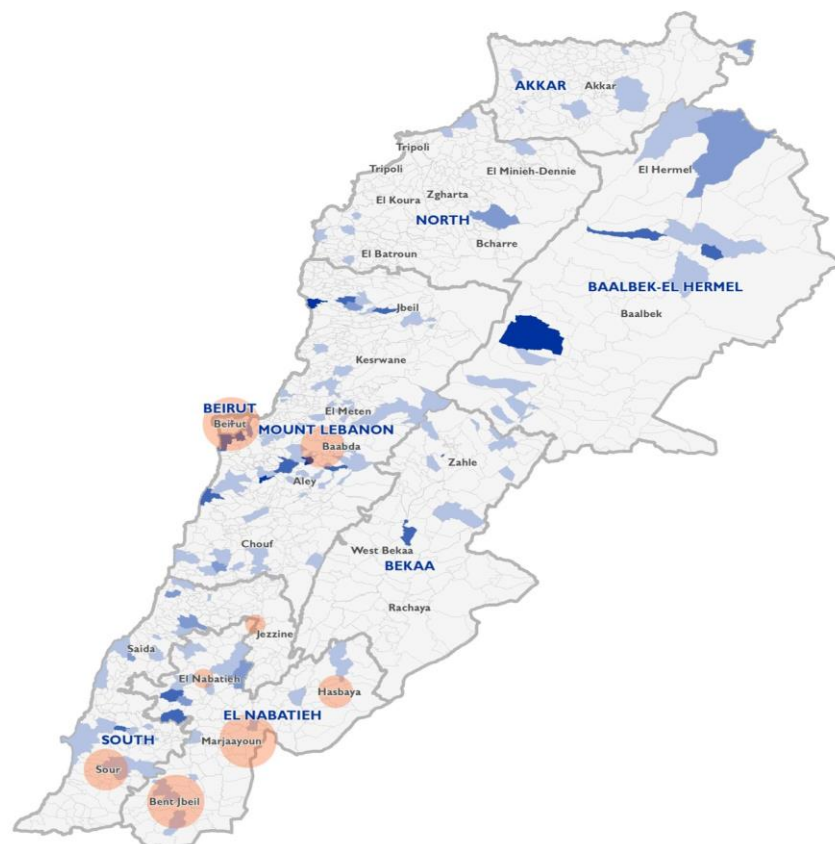 AKKAR
Akkar
Tripoli
Tripoli
El Minieh-Dennie
El Hermel
El Koura
Zgharta
NORTH
Bcharre
El Batroun
BAALBEK-EL HERMEL
Baalbek
Jbeil
Kesrwane
BEIRUT
Beirut
El Meten
MOUNT LEBANON
Baabda
Zahle
Aley
Chouf
West Bekaa
BEKAA
Rachaya
Jezzine
Saida
El Nabatieh
Hasbaya
EL NABATIEH
SOUTH
Marjaayoun
Sour
Bent Jbeil